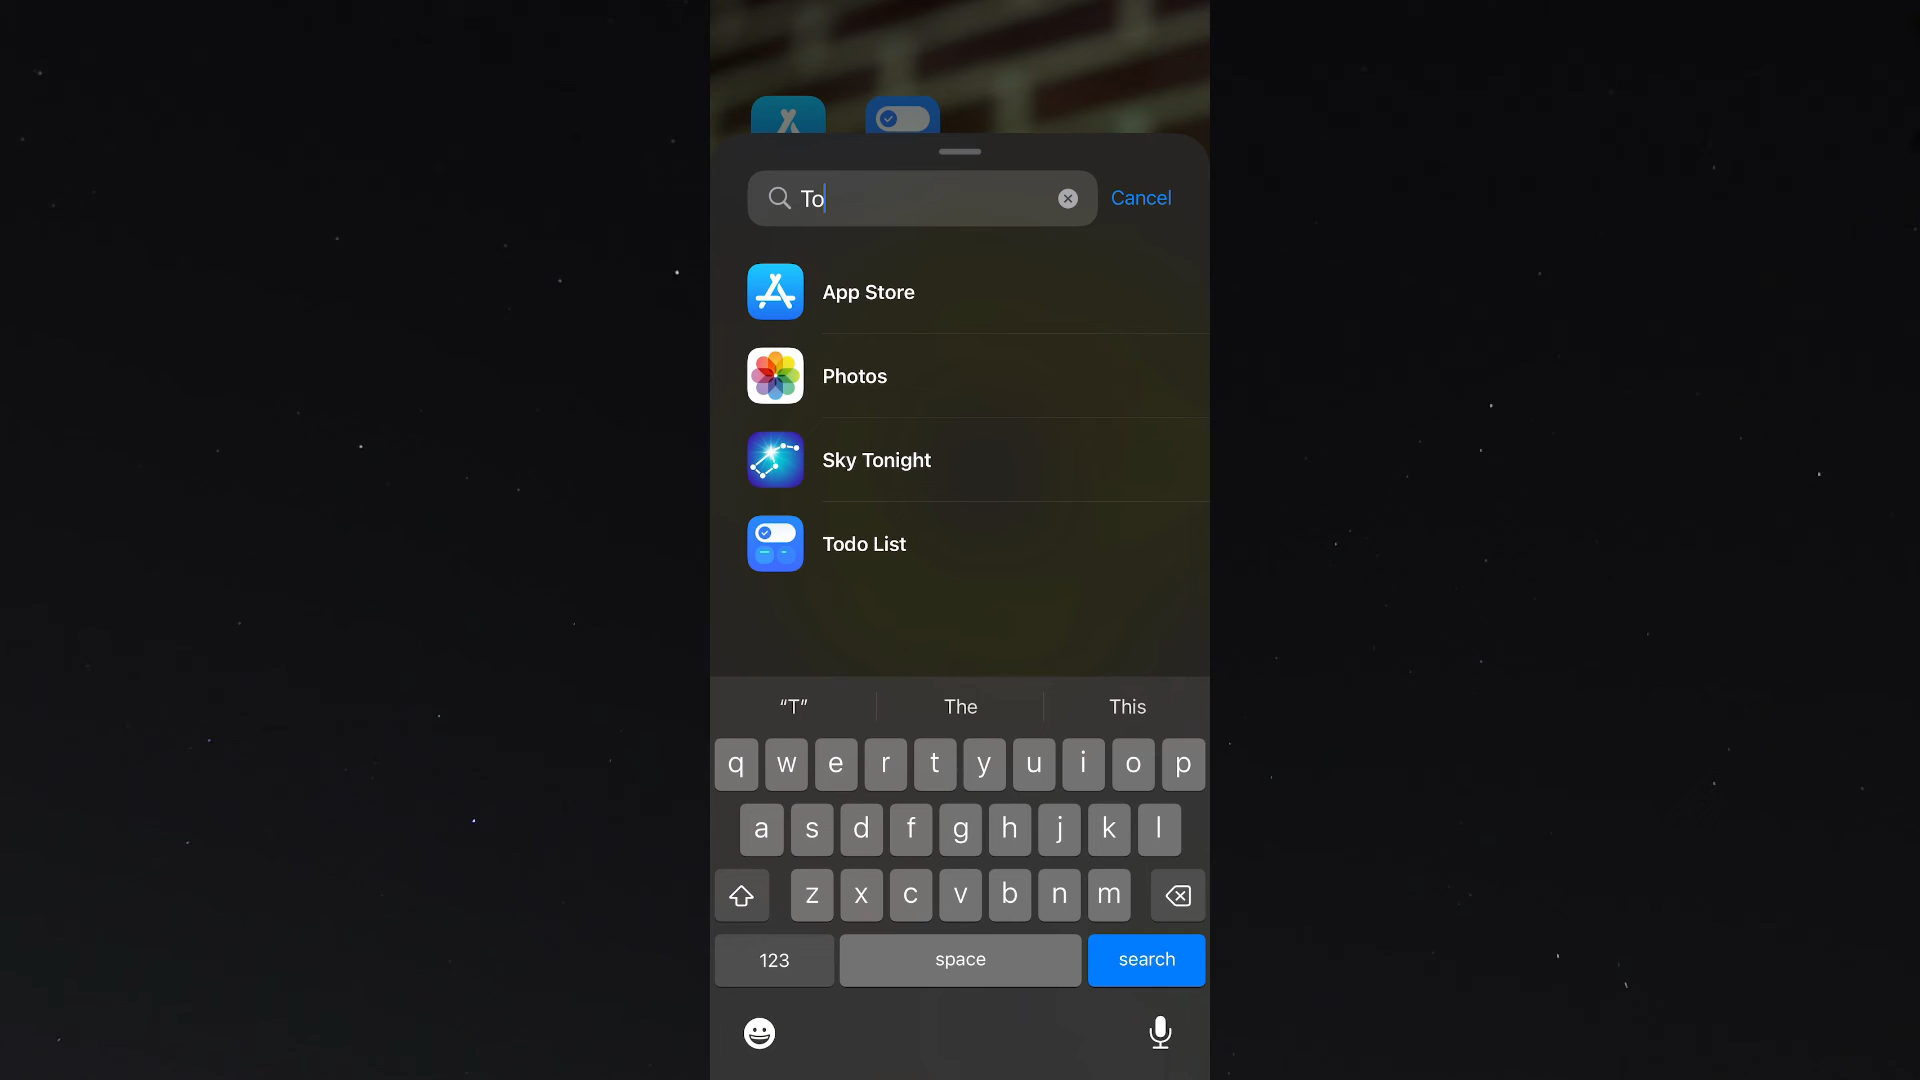 To
Cancel
App Store
Photos
Sky Tonight
Todo List
“T”
The
This
q w e r t y u i o p
a s d f g h j k l
z x c v b n m
123
space
search